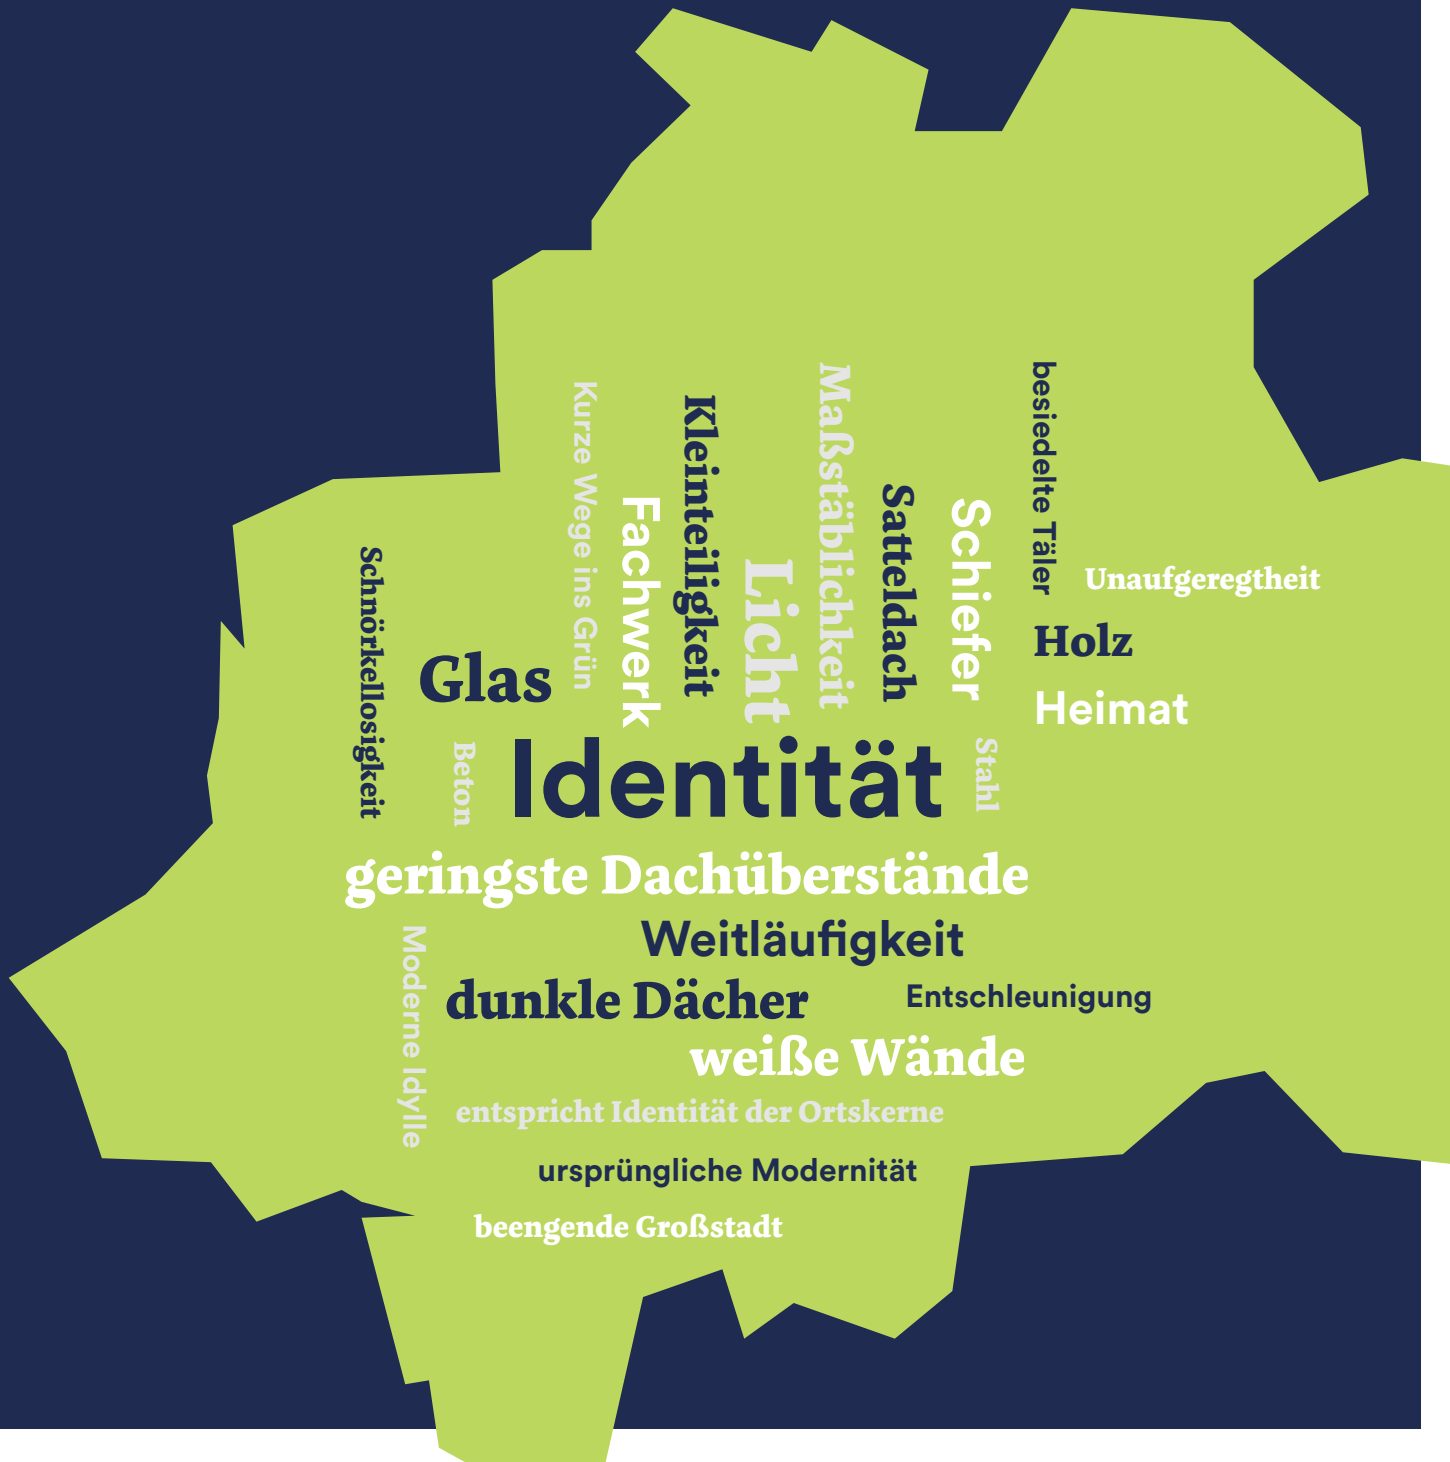 Schnörkellosigkeit
Glas
Kurze Wege ins Grün
Fachwerk
Kleinteiligkeit
Licht
Maßstäblichkeit
Satteldach
Schiefer
besiedelte Täler
Unaufgeregtheit
Holz
Heimat
Beton
Identität
Stahl
geringste Dachüberstände
Weitläufigkeit
Moderne Idylle
dunkle Dächer
Entschleunigung
weiße Wände
entspricht Identität der Ortskerne
ursprüngliche Modernität
beengende Großstadt